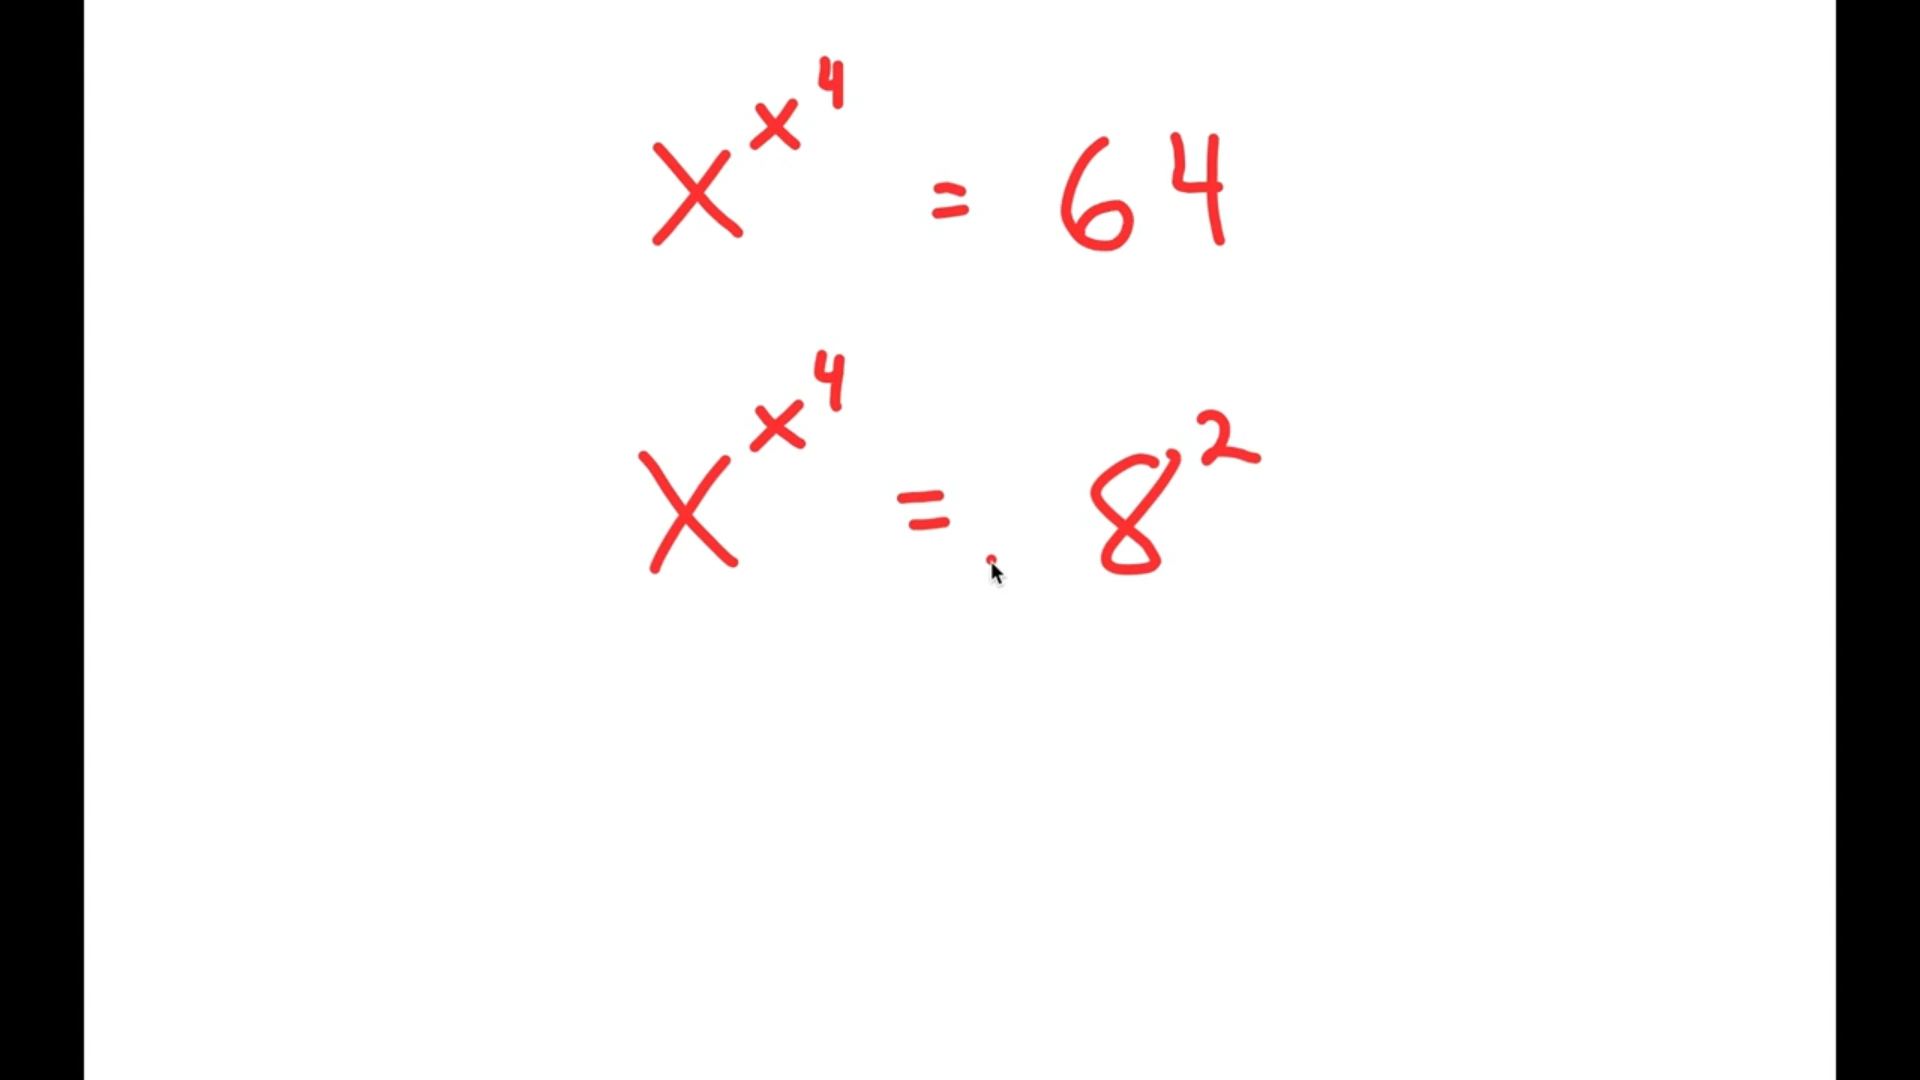 x^{x^4} = 64
x^{x^4} = 8^2